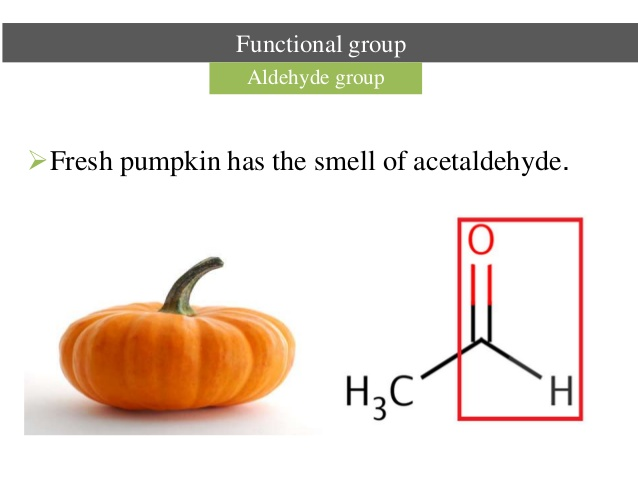 Functional group
Aldehyde group
➢Fresh pumpkin has the smell of acetaldehyde.
O
H₃C
H